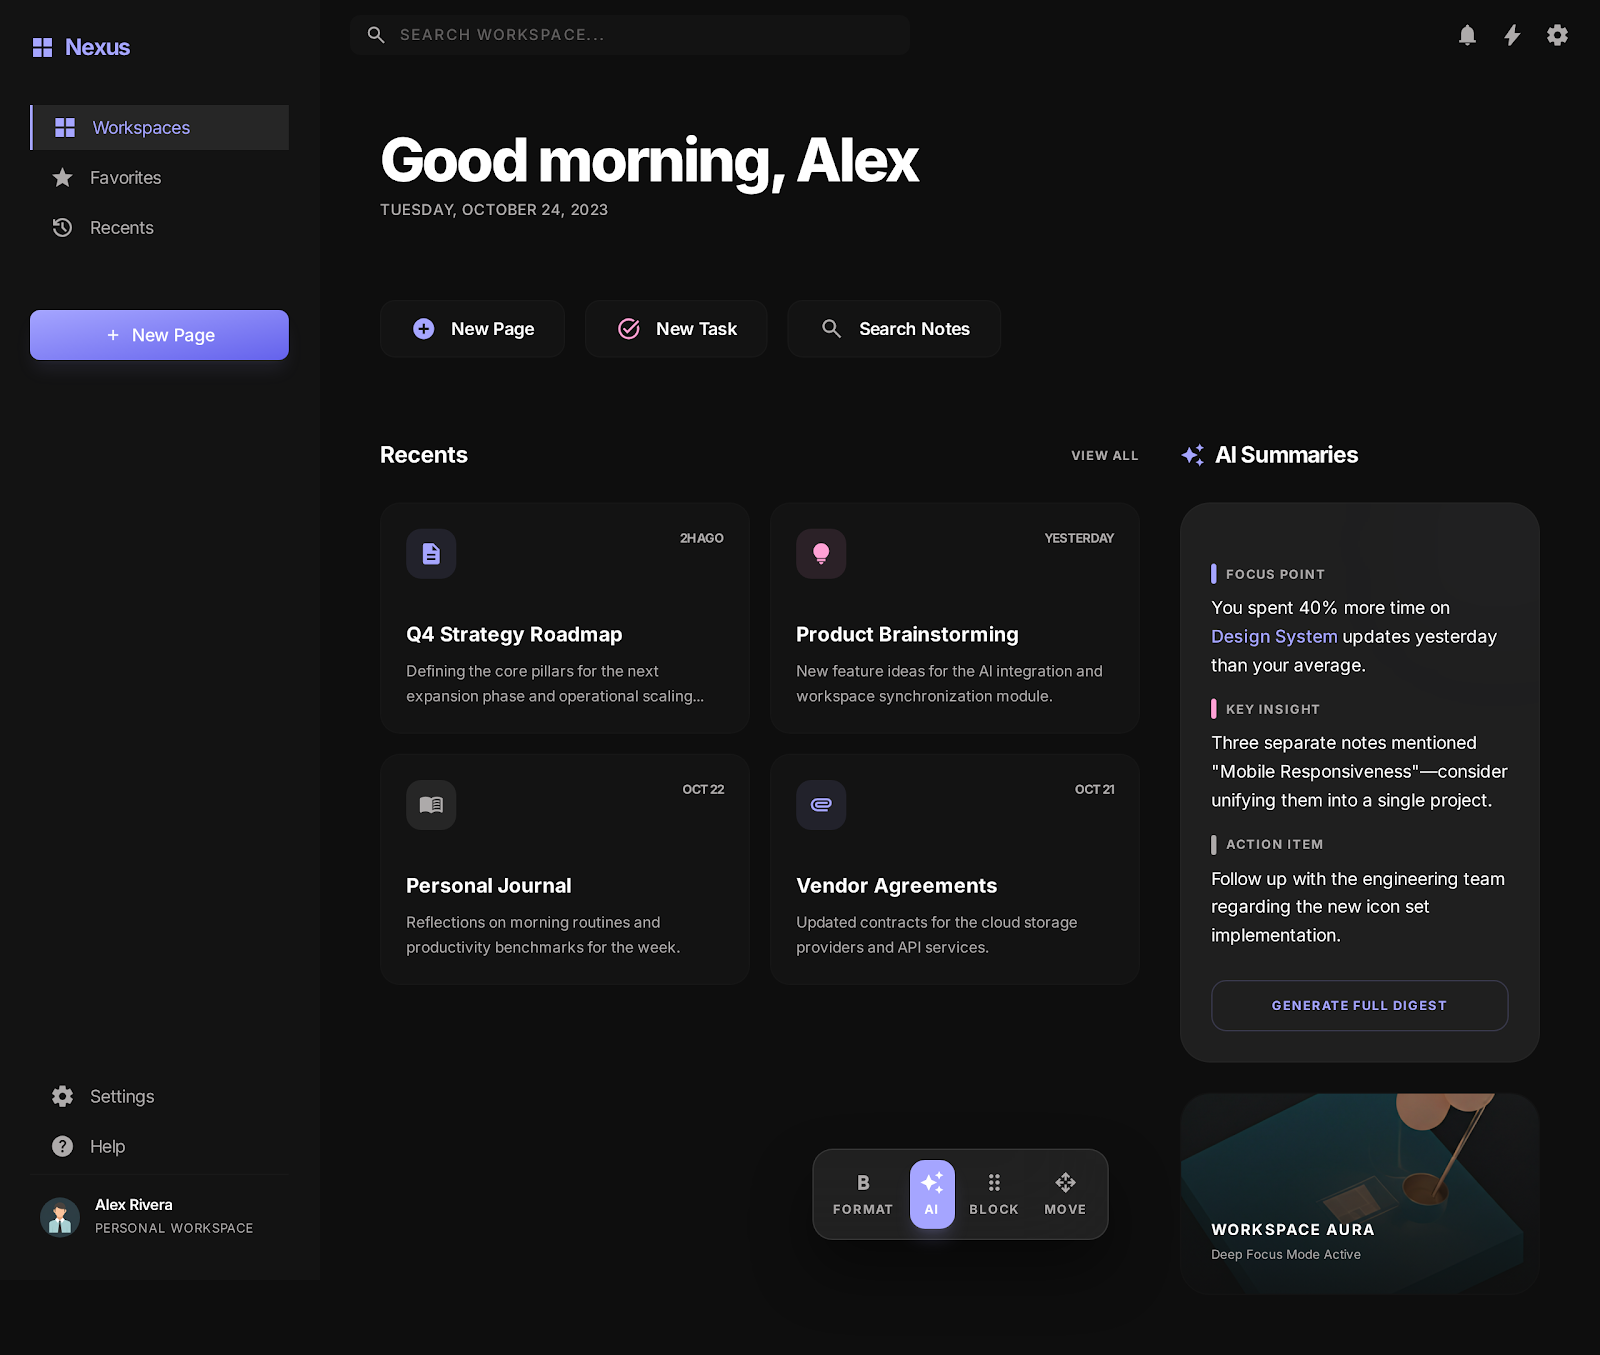 Nexus
Workspaces
Favorites
Recents
+ New Page
Settings
Help
Alex Rivera
PERSONAL WORKSPACE
SEARCH WORKSPACE...
Good morning, Alex
TUESDAY, OCTOBER 24, 2023
New Page
New Task
Search Notes
Recents
VIEW ALL
2H AGO
Q4 Strategy Roadmap
Defining the core pillars for the next
expansion phase and operational scaling...
YESTERDAY
Product Brainstorming
New feature ideas for the AI integration and
workspace synchronization module.
OCT 22
Personal Journal
Reflections on morning routines and
productivity benchmarks for the week.
OCT 21
Vendor Agreements
Updated contracts for the cloud storage
providers and API services.
AI Summaries
FOCUS POINT
You spent 40% more time on
Design System updates yesterday
than your average.
KEY INSIGHT
Three separate notes mentioned
"Mobile Responsiveness"—consider
unifying them into a single project.
ACTION ITEM
Follow up with the engineering team
regarding the new icon set
implementation.
GENERATE FULL DIGEST
WORKSPACE AURA
Deep Focus Mode Active
B
FORMAT
AI
BLOCK
MOVE